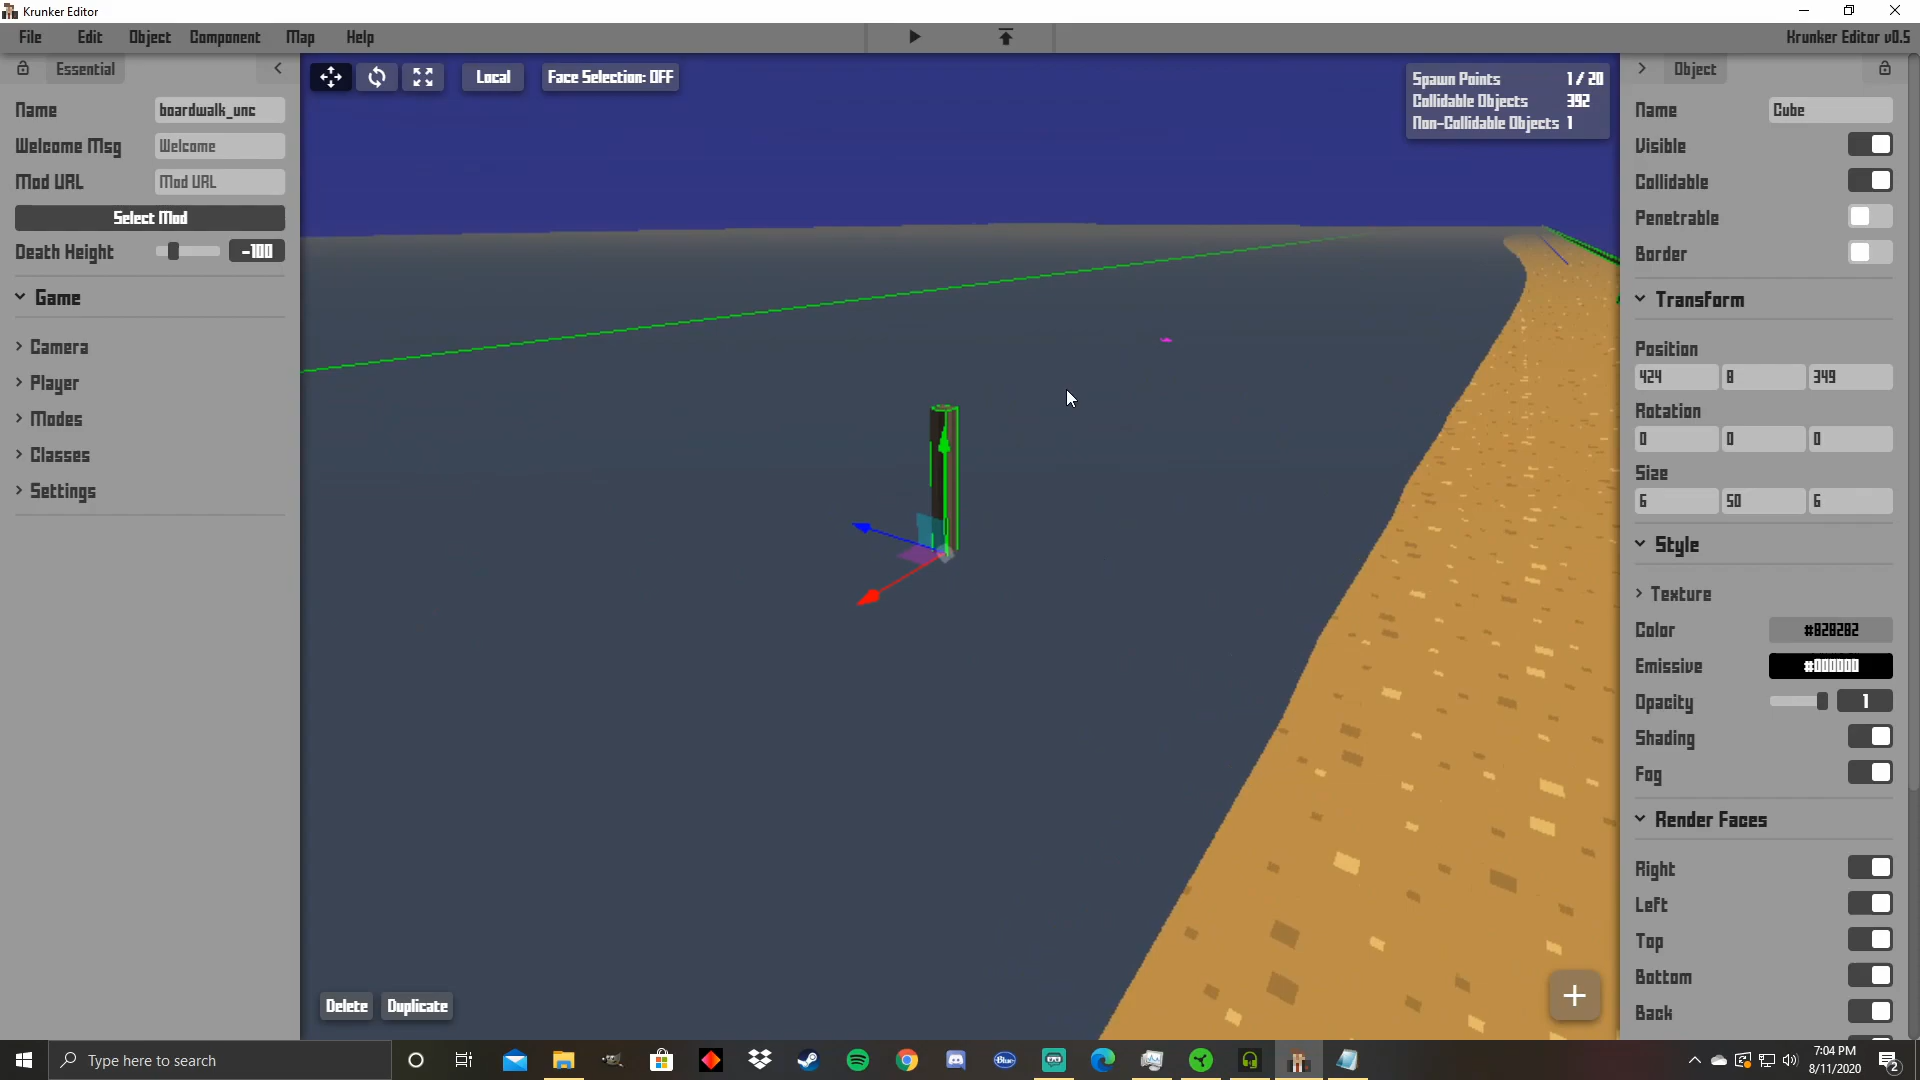 Krunker Editor
File Edit Object Component Map Help
Krunker Editor v0.5
Essential
Name boardwalk_unc
Welcome Msg Welcome
Mod URL Mod URL
Select Mod
Death Height -100
Game
Camera
Player
Modes
Classes
Settings
Local Face Selection: OFF
Spawn Points 1 / 20
Collidable Objects 392
Non-Collidable Objects 1
Delete Duplicate
+
Object
Name Cube
Visible
Collidable
Penetrable
Border
Transform
Position
424 8 349
Rotation
0 0 0
Size
6 50 6
Style
Texture
Color #828282
Emissive #000000
Opacity 1
Shading
Fog
Render Faces
Right
Left
Top
Bottom
Back
Type here to search
Blue
7:04 PM
8/11/2020
2